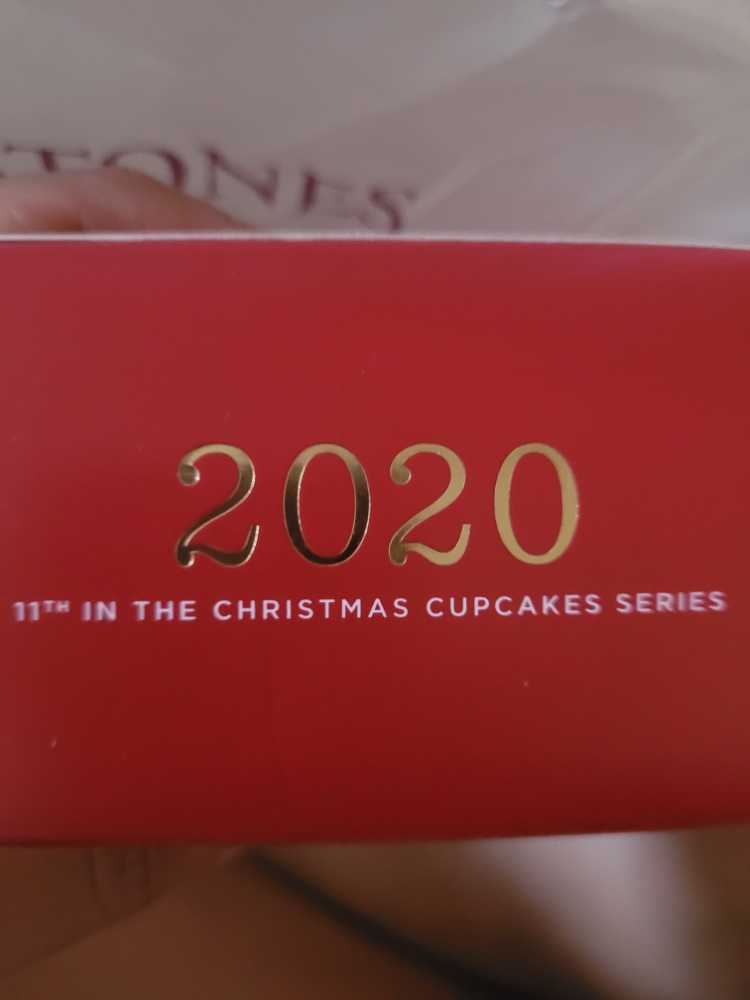 TONES
2020
11TH IN THE CHRISTMAS CUPCAKES SERIES